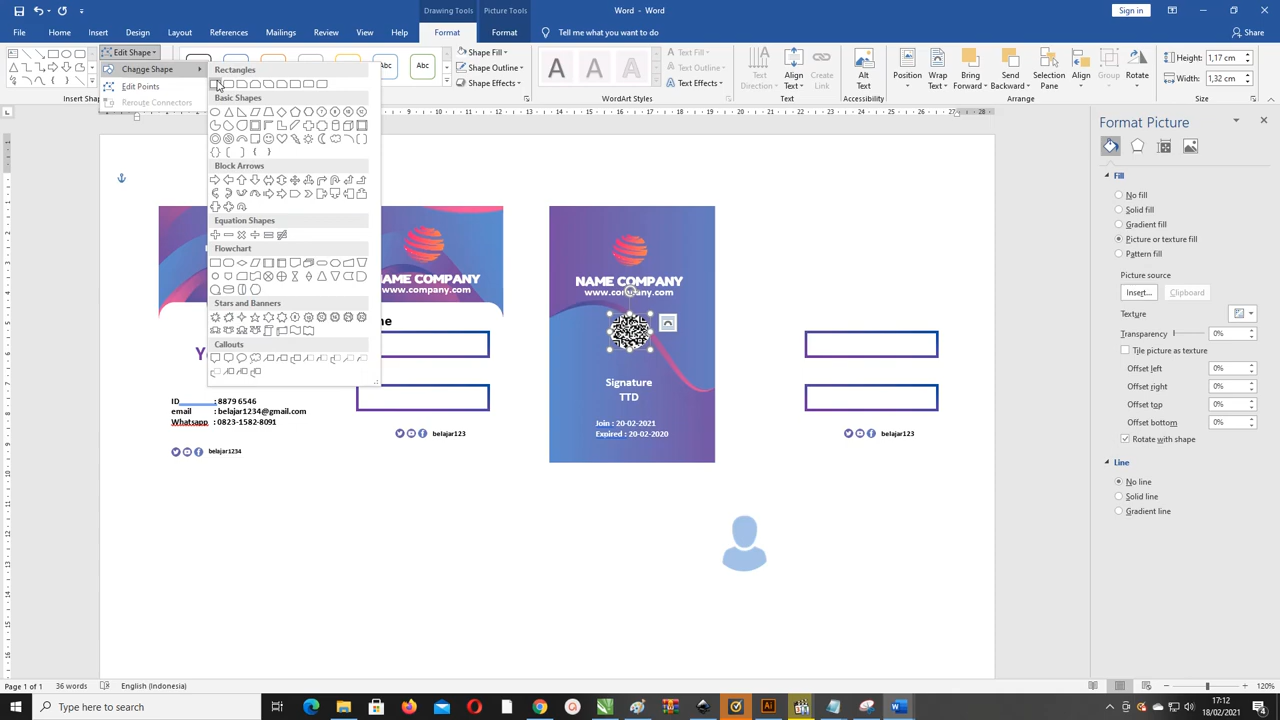 Word - Word
Drawing Tools
Picture Tools
Sign in
File
Home
Insert
Design
Layout
References
Mailings
Review
View
Help
Format
Format
Tell me what you want to do
Share
Edit Shape
Change Shape
Edit Points
Reroute Connectors
Abc
Abc
Shape Fill
Shape Outline
Shape Effects
A A A
Text Fill
Text Outline
Text Effects
Alt
Text
Align
Text
Create
Link
Bring
Forward
Send
Backward
Align
Rotate
Height: 1,17 cm
Width: 1,32 cm
WordArt Styles
Text
Accessibility
Arrange
Size
Rectangles
Basic Shapes
Block Arrows
Equation Shapes
Flowchart
Stars and Banners
Callouts
NAME COMPANY
www.company.com
ID : 8879 6546
email : belajar1234@gmail.com
Whatsapp : 0823-1582-8091
belajar1234
belajar123
NAME COMPANY
www.company.com
Signature
TTD
Join : 20-02-2021
Expired : 20-02-2020
belajar123
Format Picture
Fill
No fill
Solid fill
Gradient fill
Picture or texture fill
Pattern fill
Picture source
Insert...
Clipboard
Texture
Transparency 0%
Tile picture as texture
Offset left 0%
Offset right 0%
Offset top 0%
Offset bottom 0%
Rotate with shape
Line
No line
Solid line
Gradient line
Page 1 of 1
36 words
English (Indonesia)
120%
Type here to search
17:12
18/02/2021